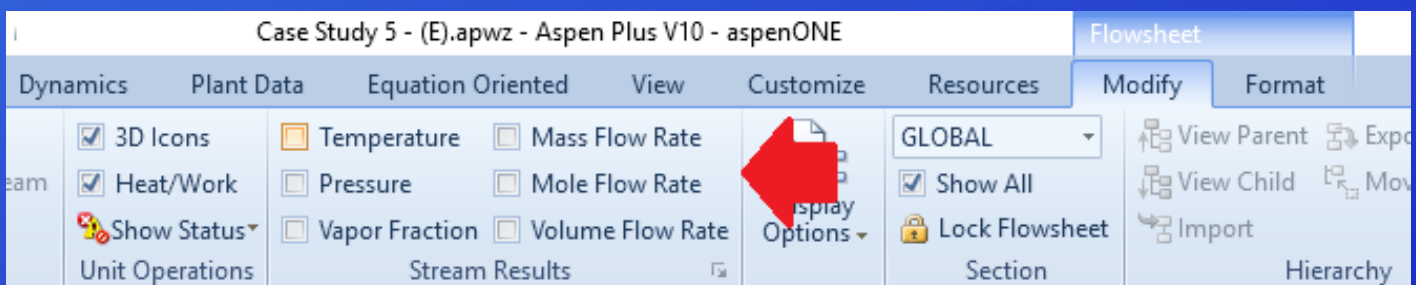 Case Study 5 - (E).apwz - Aspen Plus V10 - aspenONE
Flowsheet
Dynamics Plant Data Equation Oriented View Customize Resources Modify Format
3D Icons Temperature Mass Flow Rate GLOBAL View Parent
Heat/Work Pressure Mole Flow Rate Show All View Child
Show Status Vapor Fraction Volume Flow Rate Options Lock Flowsheet Import
Unit Operations Stream Results Section Hierarchy